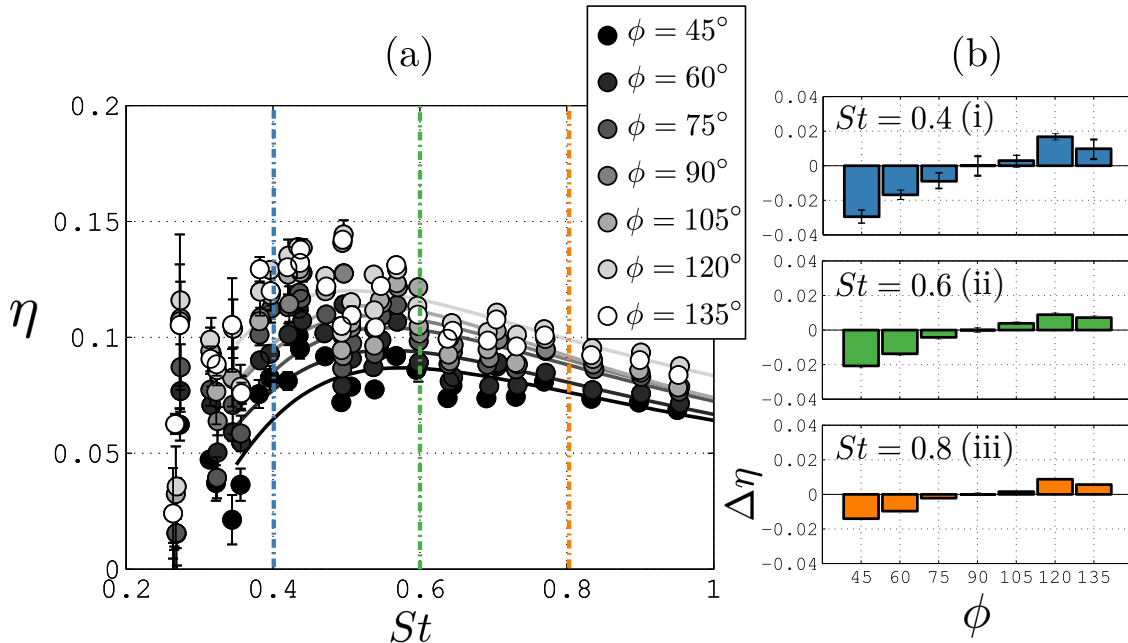 (a)
ϕ = 45°
ϕ = 60°
ϕ = 75°
ϕ = 90°
ϕ = 105°
ϕ = 120°
ϕ = 135°
0.2
0.15
0.1
0.05
0
η
0.2
0.4
0.6
0.8
1
St
(b)
0.04
0.02
0
-0.02
-0.04
St = 0.4 (i)
0.04
0.02
0
-0.02
-0.04
St = 0.6 (ii)
0.04
0.02
0
-0.02
-0.04
St = 0.8 (iii)
Δη
45
60
75
90
105
120
135
ϕ